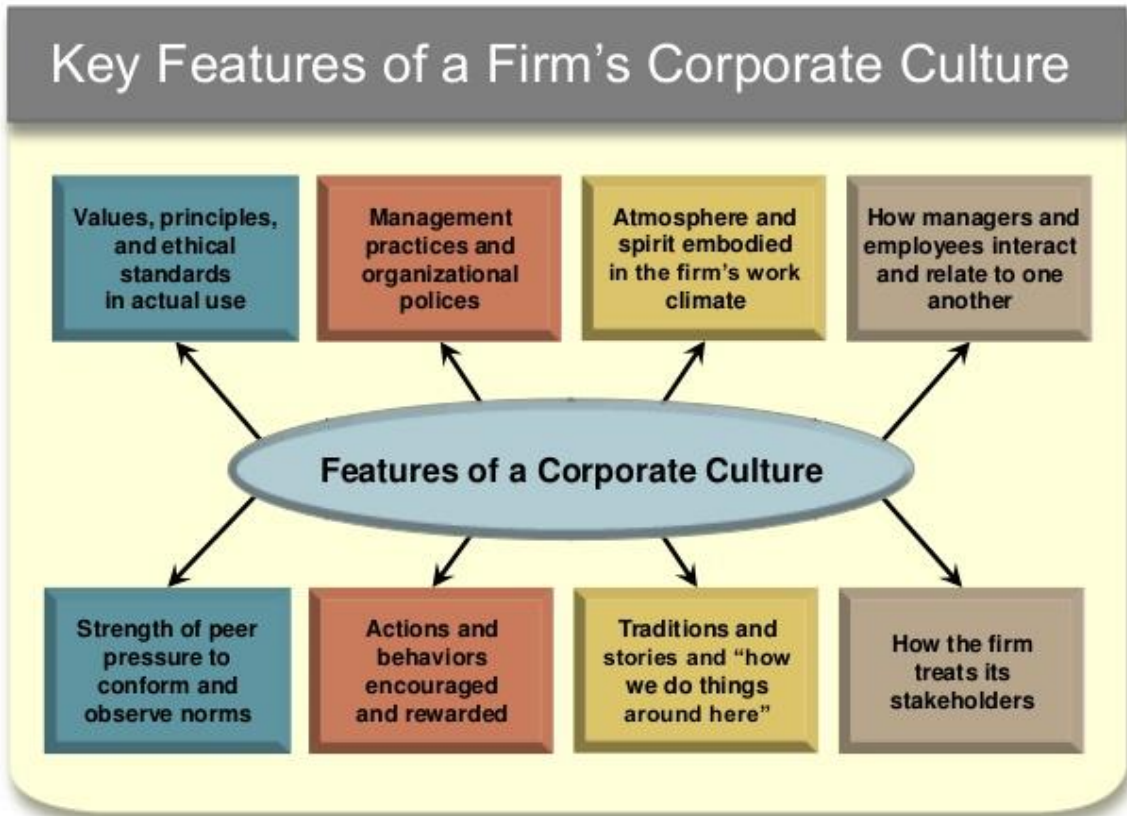 Key Features of a Firm’s Corporate Culture
Values, principles,
and ethical
standards
in actual use
Management
practices and
organizational
polices
Atmosphere and
spirit embodied
in the firm’s work
climate
How managers and
employees interact
and relate to one
another
Features of a Corporate Culture
Strength of peer
pressure to
conform and
observe norms
Actions and
behaviors
encouraged
and rewarded
Traditions and
stories and “how
we do things
around here”
How the firm
treats its
stakeholders